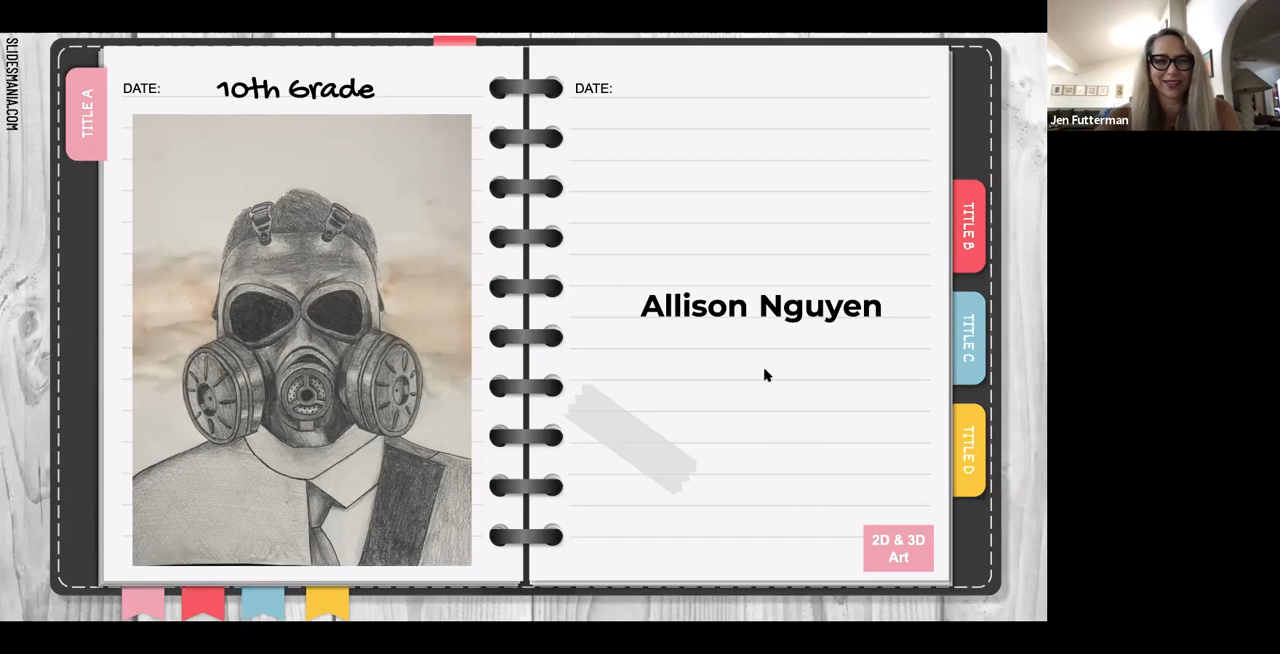 SLIDESMANIA.COM
TITLE A
DATE: 10th Grade
DATE:
Allison Nguyen
2D & 3D
Art
TITLE B
TITLE C
TITLE D
Jen Futterman